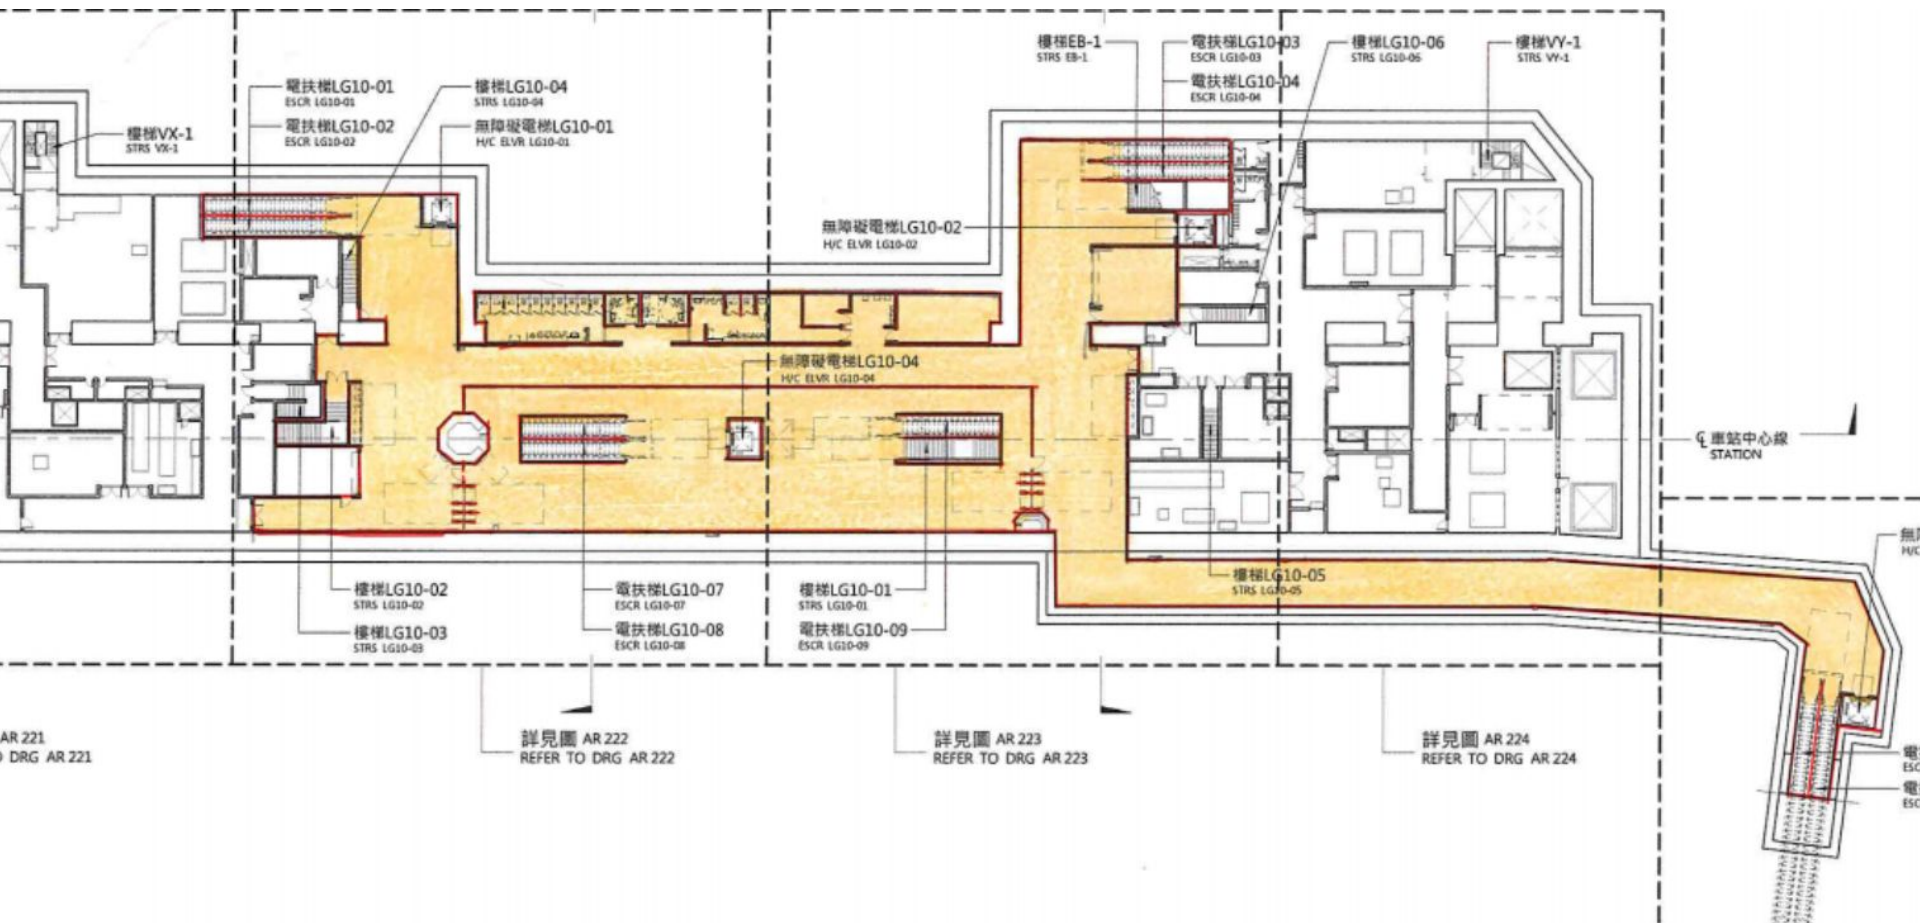 電扶梯LG10-01
ESCR LG10-01
電扶梯LG10-02
ESCR LG10-02
樓梯VX-1
STRS VX-1
樓梯LG10-04
STRS LG10-04
無障礙電梯LG10-01
H/C ELVR LG10-01
樓梯EB-1
STRS EB-1
電扶梯LG10-03
ESCR LG10-03
電扶梯LG10-04
ESCR LG10-04
樓梯LG10-06
STRS LG10-06
樓梯VY-1
STRS VY-1
無障礙電梯LG10-02
H/C ELVR LG10-02
無障礙電梯LG10-04
H/C ELVR LG10-04
車站中心線
STATION
無
H/C
樓梯LG10-02
STRS LG10-02
樓梯LG10-03
STRS LG10-03
電扶梯LG10-07
ESCR LG10-07
電扶梯LG10-08
ESCR LG10-08
樓梯LG10-01
STRS LG10-01
電扶梯LG10-09
ESCR LG10-09
樓梯LG10-05
STRS LG10-05
AR 221
DRG AR 221
詳見圖 AR 222
REFER TO DRG AR 222
詳見圖 AR 223
REFER TO DRG AR 223
詳見圖 AR 224
REFER TO DRG AR 224
電
ESC
電
ESC